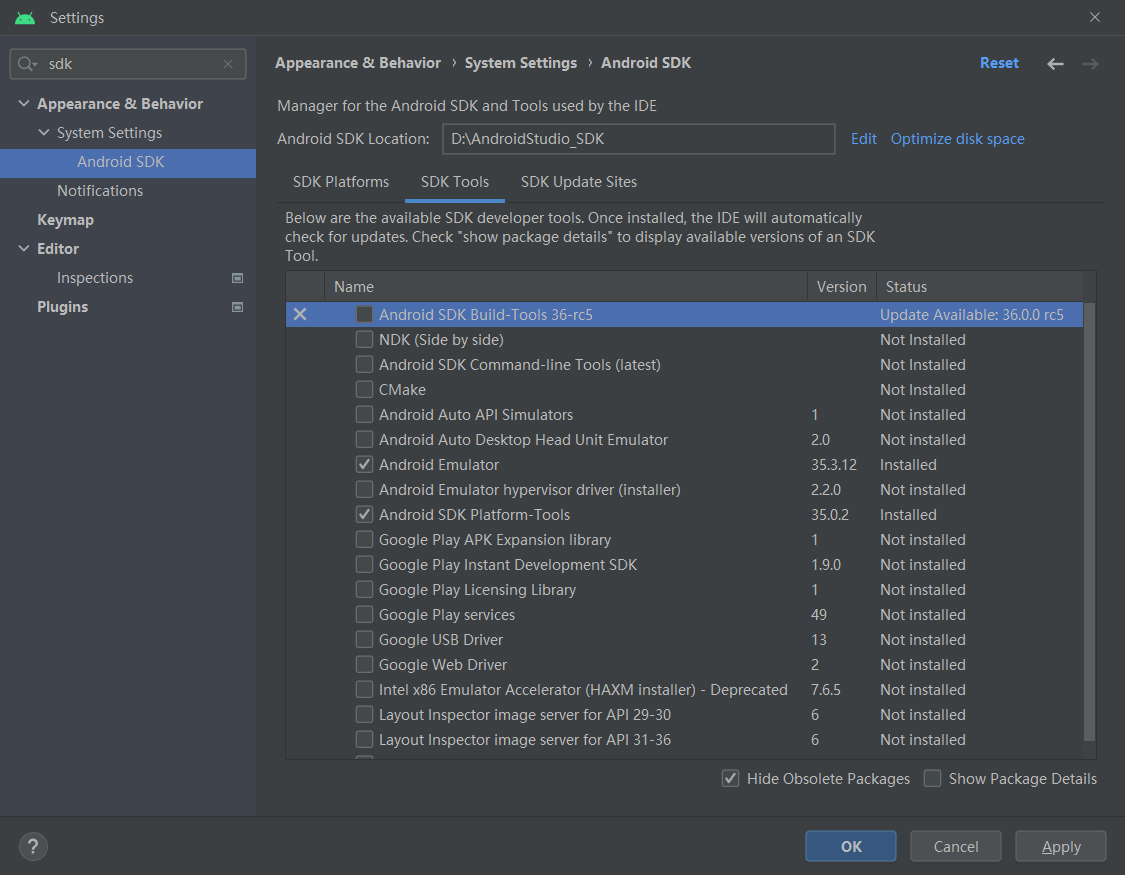 Settings
sdk
Appearance & Behavior
System Settings
Android SDK
Notifications
Keymap
Editor
Inspections
Plugins
Appearance & Behavior › System Settings › Android SDK
Reset
Manager for the Android SDK and Tools used by the IDE
Android SDK Location: D:\AndroidStudio_SDK Edit Optimize disk space
SDK Platforms SDK Tools SDK Update Sites
Below are the available SDK developer tools. Once installed, the IDE will automatically
check for updates. Check "show package details" to display available versions of an SDK
Tool.
Name Version Status
Android SDK Build-Tools 36-rc5 Update Available: 36.0.0 rc5
NDK (Side by side) Not Installed
Android SDK Command-line Tools (latest) Not Installed
CMake Not Installed
Android Auto API Simulators 1 Not installed
Android Auto Desktop Head Unit Emulator 2.0 Not installed
Android Emulator 35.3.12 Installed
Android Emulator hypervisor driver (installer) 2.2.0 Not installed
Android SDK Platform-Tools 35.0.2 Installed
Google Play APK Expansion library 1 Not installed
Google Play Instant Development SDK 1.9.0 Not installed
Google Play Licensing Library 1 Not installed
Google Play services 49 Not installed
Google USB Driver 13 Not installed
Google Web Driver 2 Not installed
Intel x86 Emulator Accelerator (HAXM installer) - Deprecated 7.6.5 Not installed
Layout Inspector image server for API 29-30 6 Not installed
Layout Inspector image server for API 31-36 6 Not installed
Hide Obsolete Packages Show Package Details
? OK Cancel Apply